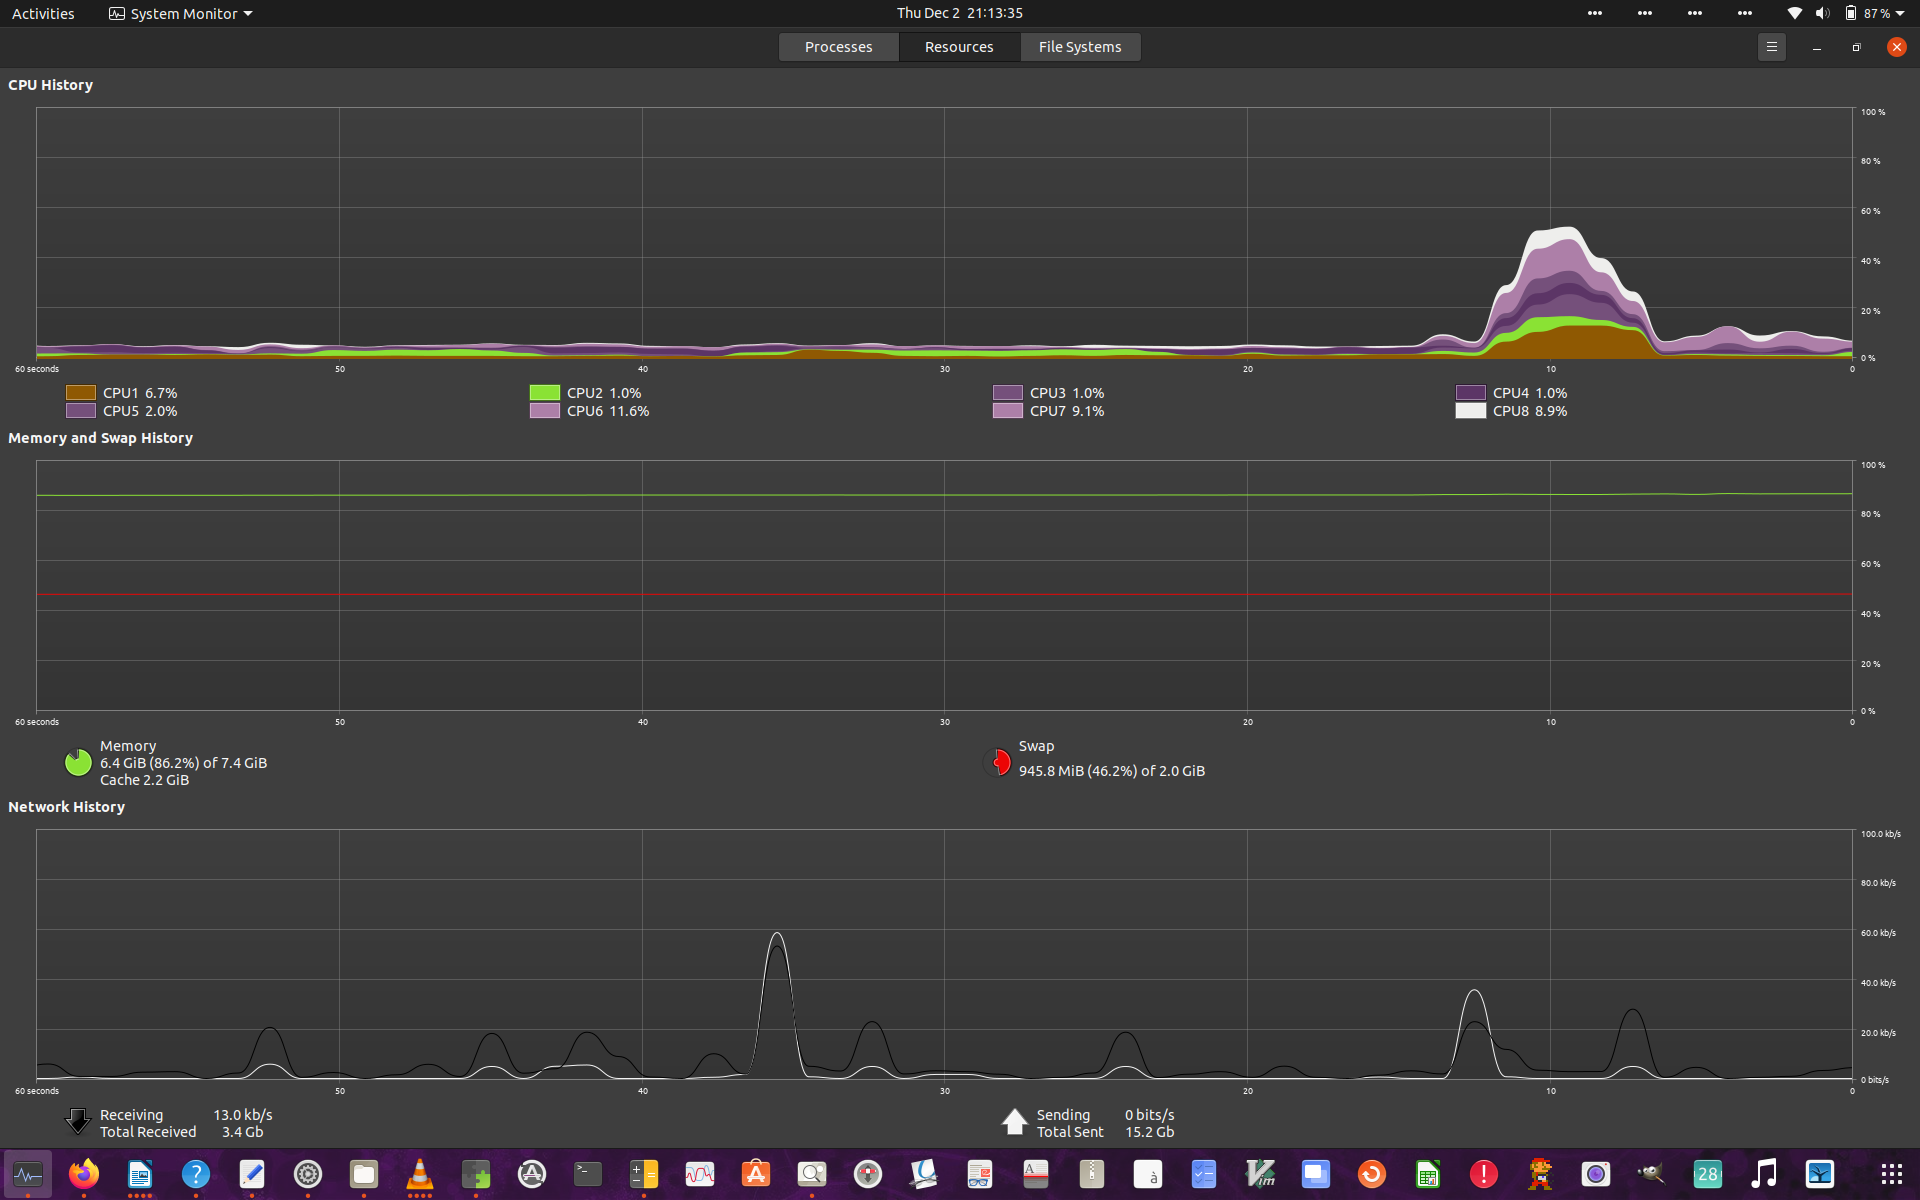 Activities System Monitor Thu Dec 2 21:13:35 87 %
Processes Resources File Systems
CPU History
100 %
80 %
60 %
40 %
20 %
0 %
60 seconds 50 40 30 20 10 0
CPU1 6.7% CPU2 1.0% CPU3 1.0% CPU4 1.0%
CPU5 2.0% CPU6 11.6% CPU7 9.1% CPU8 8.9%
Memory and Swap History
100 %
80 %
60 %
40 %
20 %
0 %
60 seconds 50 40 30 20 10 0
Memory
6.4 GiB (86.2%) of 7.4 GiB
Cache 2.2 GiB
Swap
945.8 MiB (46.2%) of 2.0 GiB
Network History
100.0 kb/s
80.0 kb/s
60.0 kb/s
40.0 kb/s
20.0 kb/s
0 bits/s
60 seconds 50 40 30 20 10 0
Receiving 13.0 kb/s
Total Received 3.4 Gb
Sending 0 bits/s
Total Sent 15.2 Gb
? >_ A à Vim ! 28